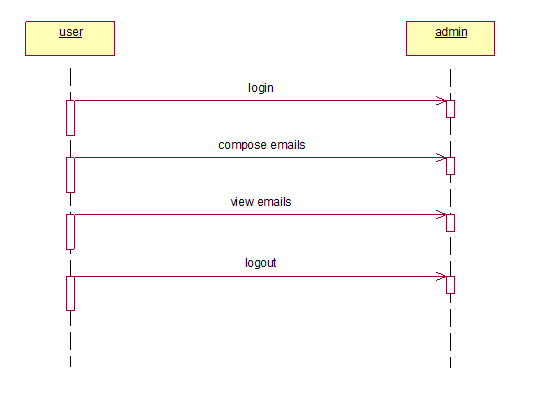 user
admin
login
compose emails
view emails
logout